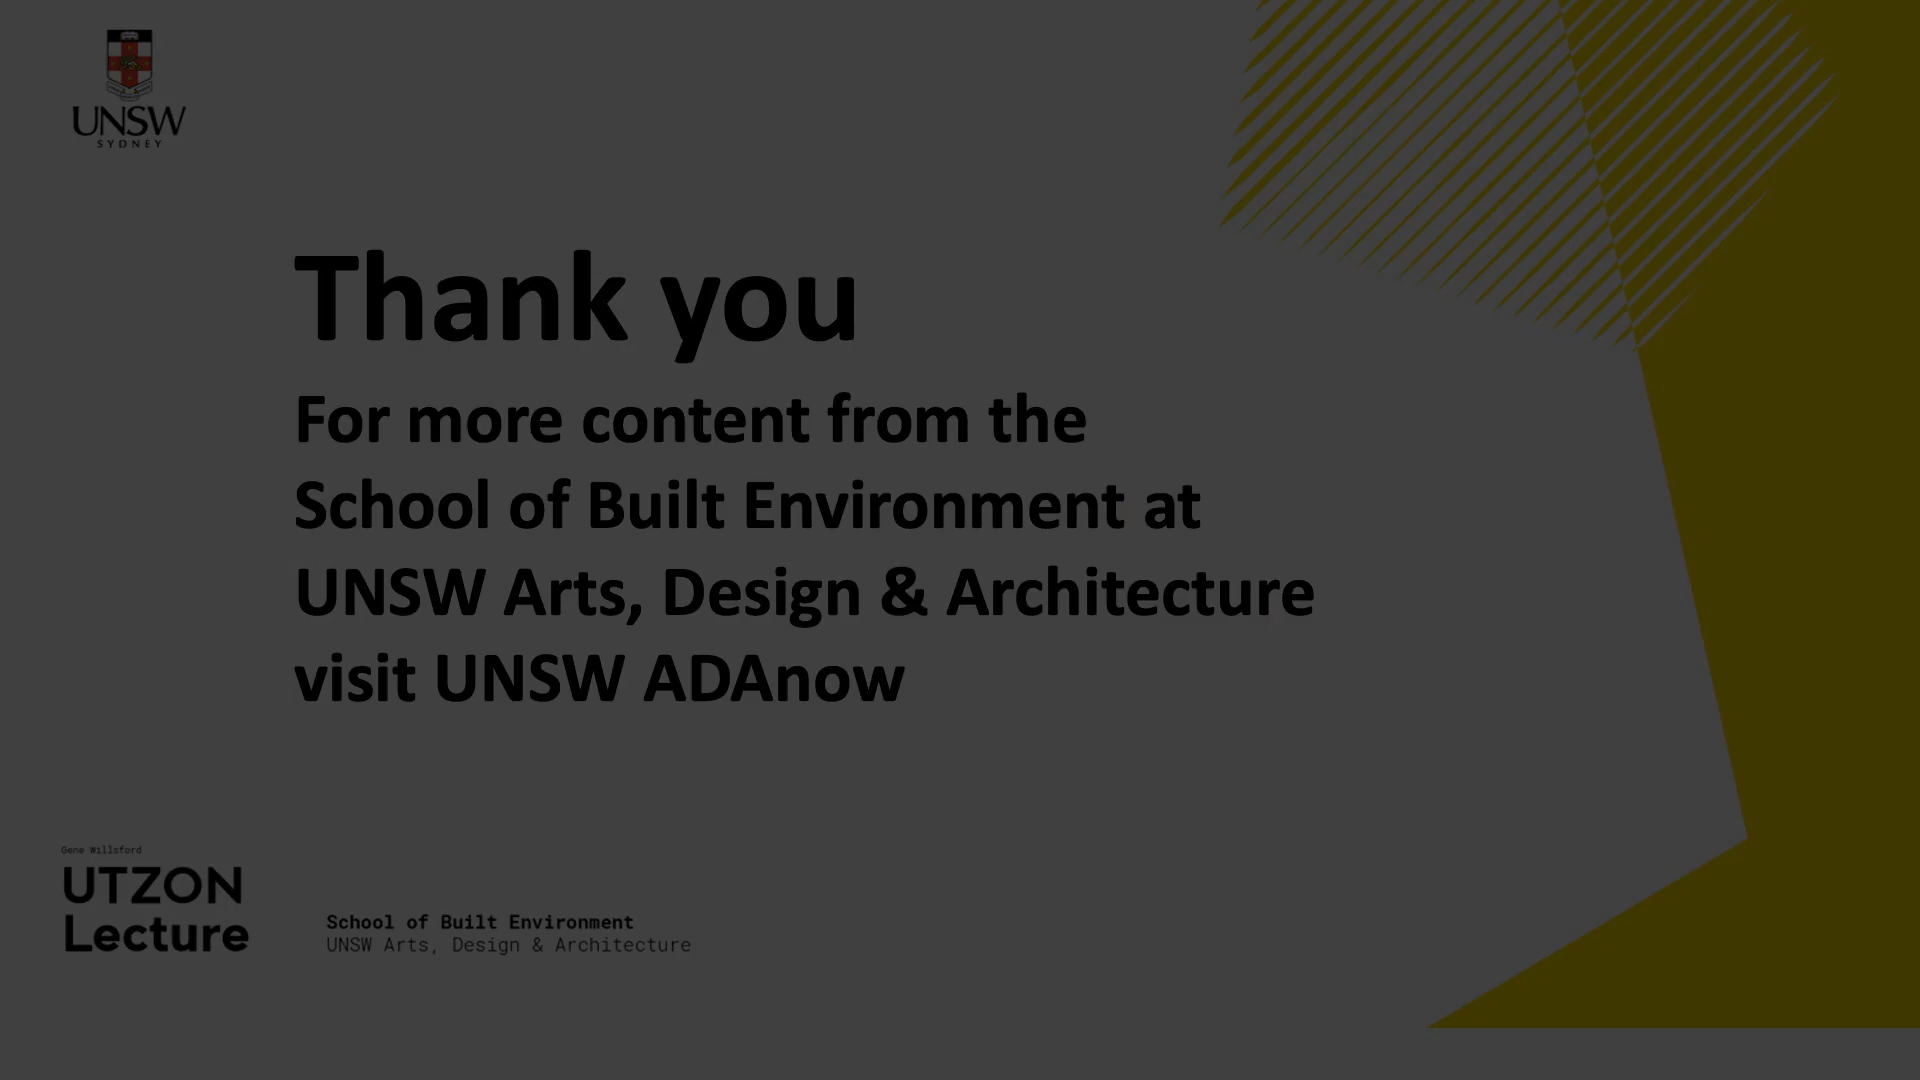 UNSW
SYDNEY
Thank you
For more content from the
School of Built Environment at
UNSW Arts, Design & Architecture
visit UNSW ADAnow
Gene Willsford
UTZON
Lecture
School of Built Environment
UNSW Arts, Design & Architecture